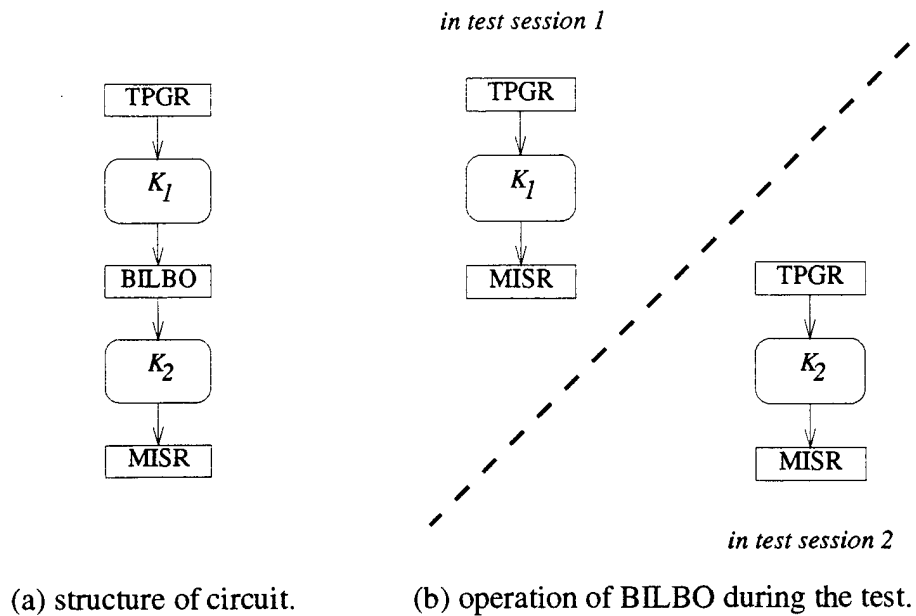 in test session 1
TPGR
K1
BILBO
K2
MISR
TPGR
K1
MISR
TPGR
K2
MISR
in test session 2
(a) structure of circuit.
(b) operation of BILBO during the test.